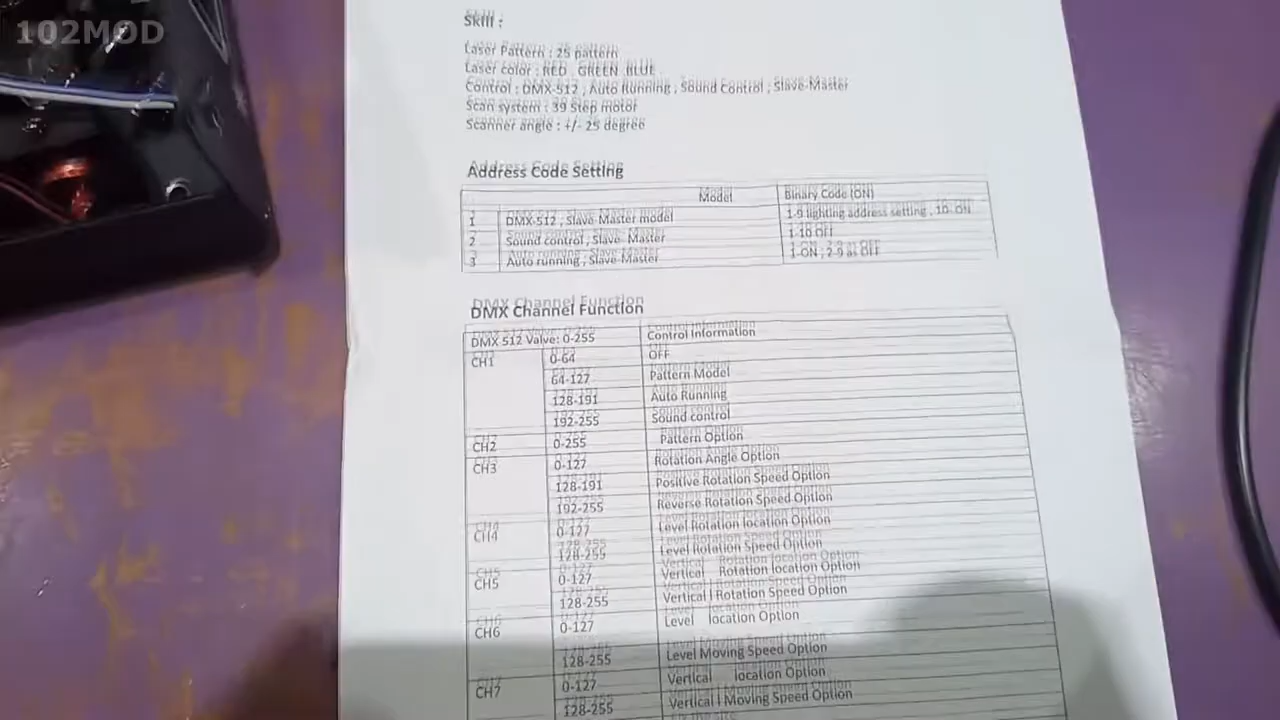 102MOD
Skill :
Laser Pattern : 25 pattern
Laser color : RED . GREEN .BLUE .
Control : DMX-512 , Auto Running , Sound Control , Slave-Master
Scan system : 39 Step motor
Scanner angle : +/- 25 degree
Address Code Setting
Model Binary Code (ON)
1 DMX-512 , Slave-Master model 1-9 lighting address setting , 10- ON
2 Sound control , Slave- Master 1-10 OFF
3 Auto running , Slave-Master 1-ON , 2-9 as OFF
DMX Channel Function
DMX 512 Valve: 0-255 Control Information
CH1 0-64 OFF
64-127 Pattern Model
128-191 Auto Running
192-255 Sound control
CH2 0-255 Pattern Option
CH3 0-127 Rotation Angle Option
128-191 Positive Rotation Speed Option
192-255 Reverse Rotation Speed Option
CH4 0-127 Level Rotation location Option
128-255 Level Rotation Speed Option
CH5 0-127 Vertical Rotation location Option
128-255 Vertical l Rotation Speed Option
CH6 0-127 Level location Option
128-255 Level Moving Speed Option
CH7 0-127 Vertical location Option
128-255 Vertical l Moving Speed Option